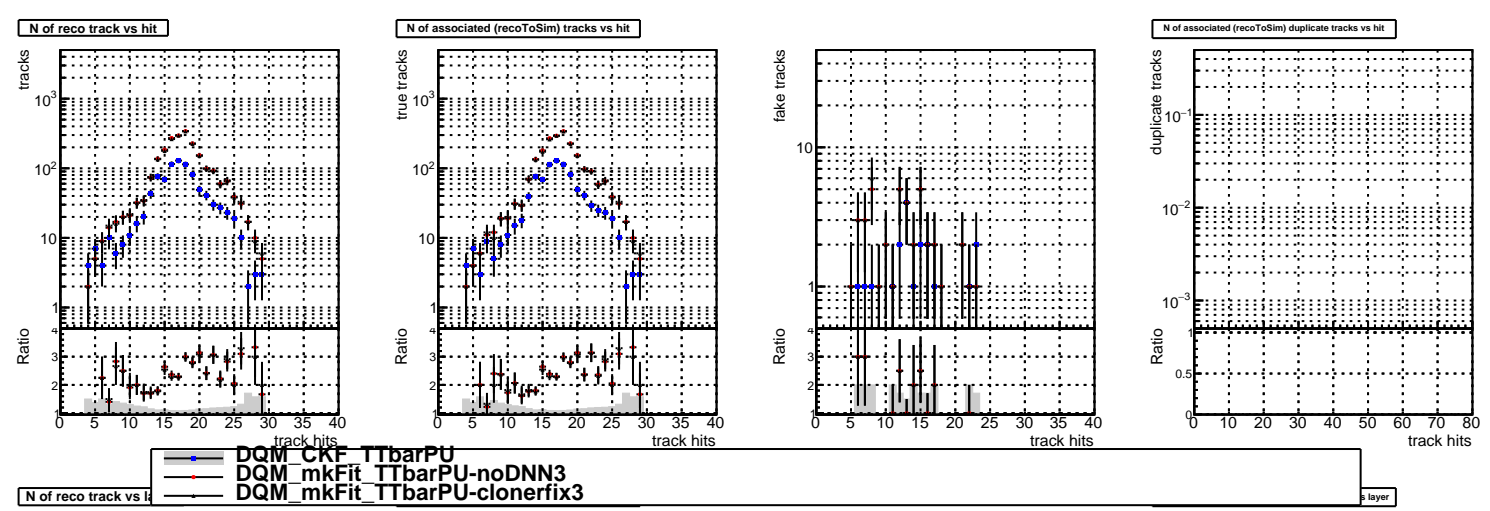 N of reco track vs hit
N of associated (recoToSim) tracks vs hit
N of associated (recoToSim) duplicate tracks vs hit
tracks
10³
10²
10
1
Ratio
4
3
2
1
0 5 10 15 20 25 30 35 40
track hits
true tracks
10³
10²
10
1
Ratio
4
3
2
1
0 5 10 15 20 25 30 35 40
track hits
fake tracks
10
1
Ratio
4
3
2
1
0 5 10 15 20 25 30 35 40
track hits
duplicate tracks
10⁻¹
10⁻²
10⁻³
Ratio
1
0.5
0
0 10 20 30 40 50 60 70 80
track hits
DQM_CKF_TTbarPU
DQM_mkFit_TTbarPU-noDNN3
DQM_mkFit_TTbarPU-clonerfix3
N of reco track vs la
s layer